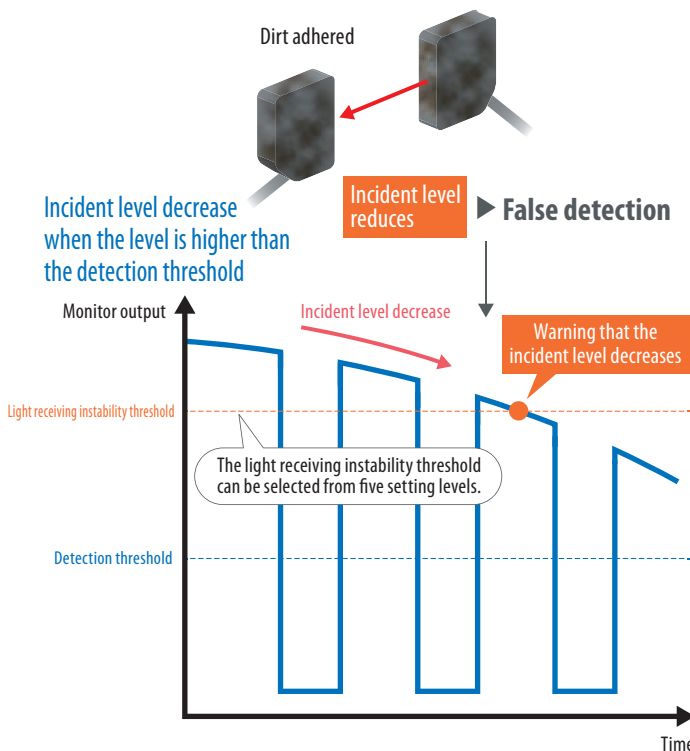 Dirt adhered
Incident level
reduces
False detection
Incident level decrease
when the level is higher than
the detection threshold
Monitor output
Incident level decrease
Warning that the
incident level decreases
Light receiving instability threshold
The light receiving instability threshold
can be selected from five setting levels.
Detection threshold
Time